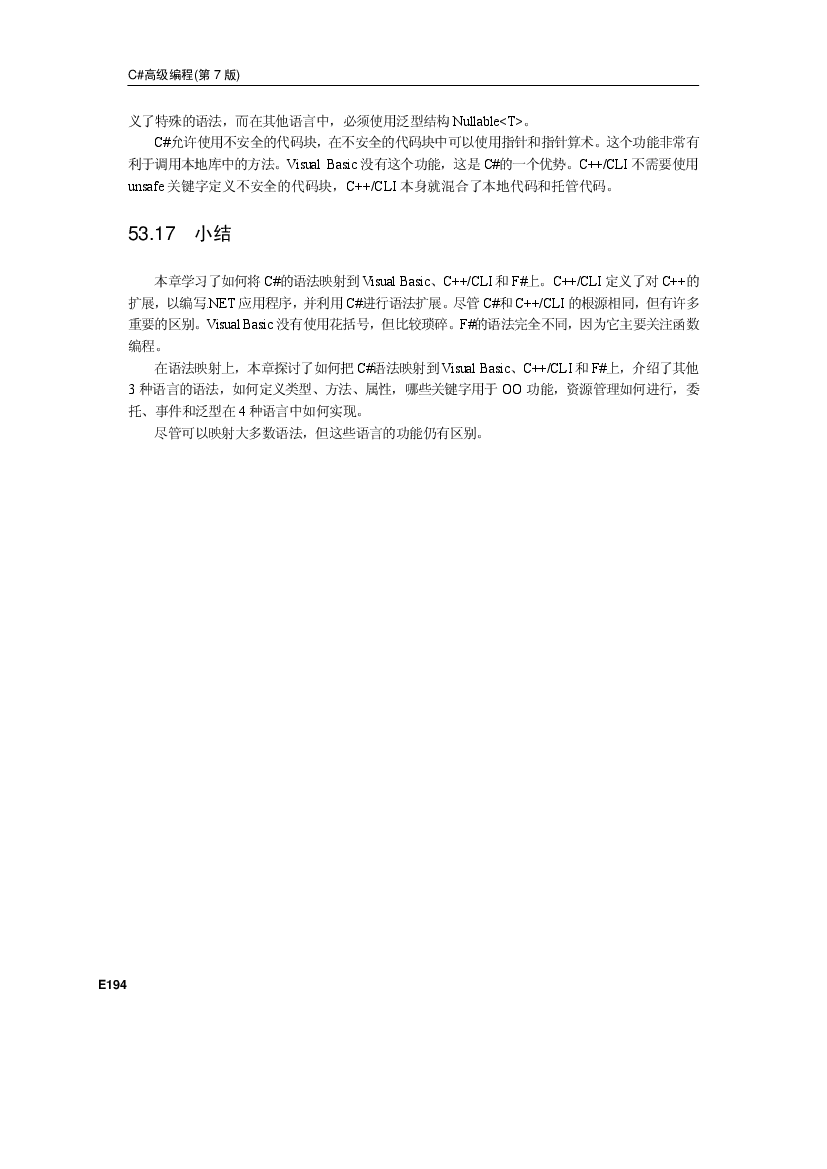 C#高级编程(第 7 版)
义了特殊的语法，而在其他语言中，必须使用泛型结构 Nullable<T>。
C#允许使用不安全的代码块，在不安全的代码块中可以使用指针和指针算术。这个功能非常有
利于调用本地库中的方法。Visual Basic 没有这个功能，这是 C#的一个优势。C++/CLI 不需要使用
unsafe 关键字定义不安全的代码块，C++/CLI 本身就混合了本地代码和托管代码。
53.17 小结
本章学习了如何将 C#的语法映射到 Visual Basic、C++/CLI 和 F#上。C++/CLI 定义了对 C++的
扩展，以编写.NET 应用程序，并利用 C#进行语法扩展。尽管 C#和 C++/CLI 的根源相同，但有许多
重要的区别。Visual Basic 没有使用花括号，但比较琐碎。F#的语法完全不同，因为它主要关注函数
编程。
在语法映射上，本章探讨了如何把 C#语法映射到 Visual Basic、C++/CLI 和 F#上，介绍了其他
3 种语言的语法，如何定义类型、方法、属性，哪些关键字用于 OO 功能，资源管理如何进行，委
托、事件和泛型在 4 种语言中如何实现。
尽管可以映射大多数语法，但这些语言的功能仍有区别。
E194